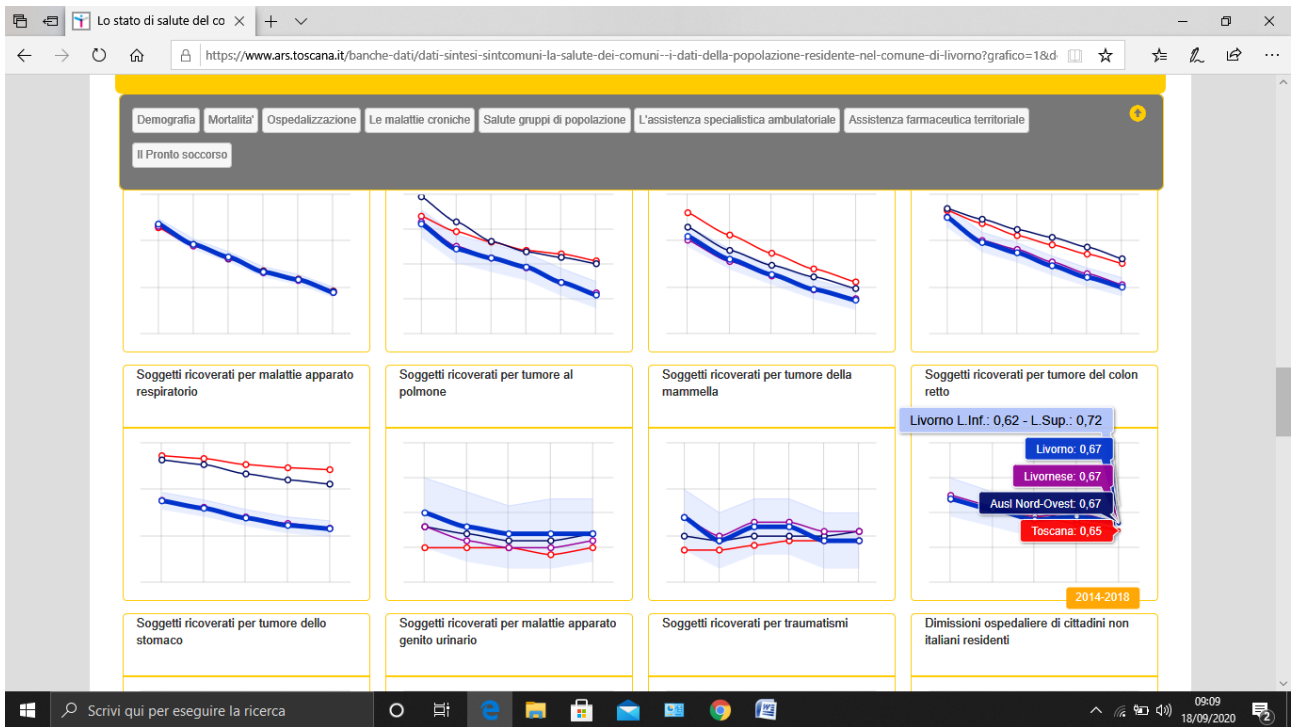 Lo stato di salute del co
https://www.ars.toscana.it/banche-dati/dati-sintesi-sintcomuni-la-salute-dei-comuni--i-dati-della-popolazione-residente-nel-comune-di-livorno?grafico=1&d
Demografia Mortalita' Ospedalizzazione Le malattie croniche Salute gruppi di popolazione L'assistenza specialistica ambulatoriale Assistenza farmaceutica territoriale
Il Pronto soccorso
Soggetti ricoverati per malattie apparato
respiratorio
Soggetti ricoverati per tumore al
polmone
Soggetti ricoverati per tumore della
mammella
Soggetti ricoverati per tumore del colon
retto
Livorno L.Inf.: 0,62 - L.Sup.: 0,72
Livorno: 0,67
Livornese: 0,67
Ausl Nord-Ovest: 0,67
Toscana: 0,65
2014-2018
Soggetti ricoverati per tumore dello
stomaco
Soggetti ricoverati per malattie apparato
genito urinario
Soggetti ricoverati per traumatismi
Dimissioni ospedaliere di cittadini non
italiani residenti
Scrivi qui per eseguire la ricerca
09:09
18/09/2020
2